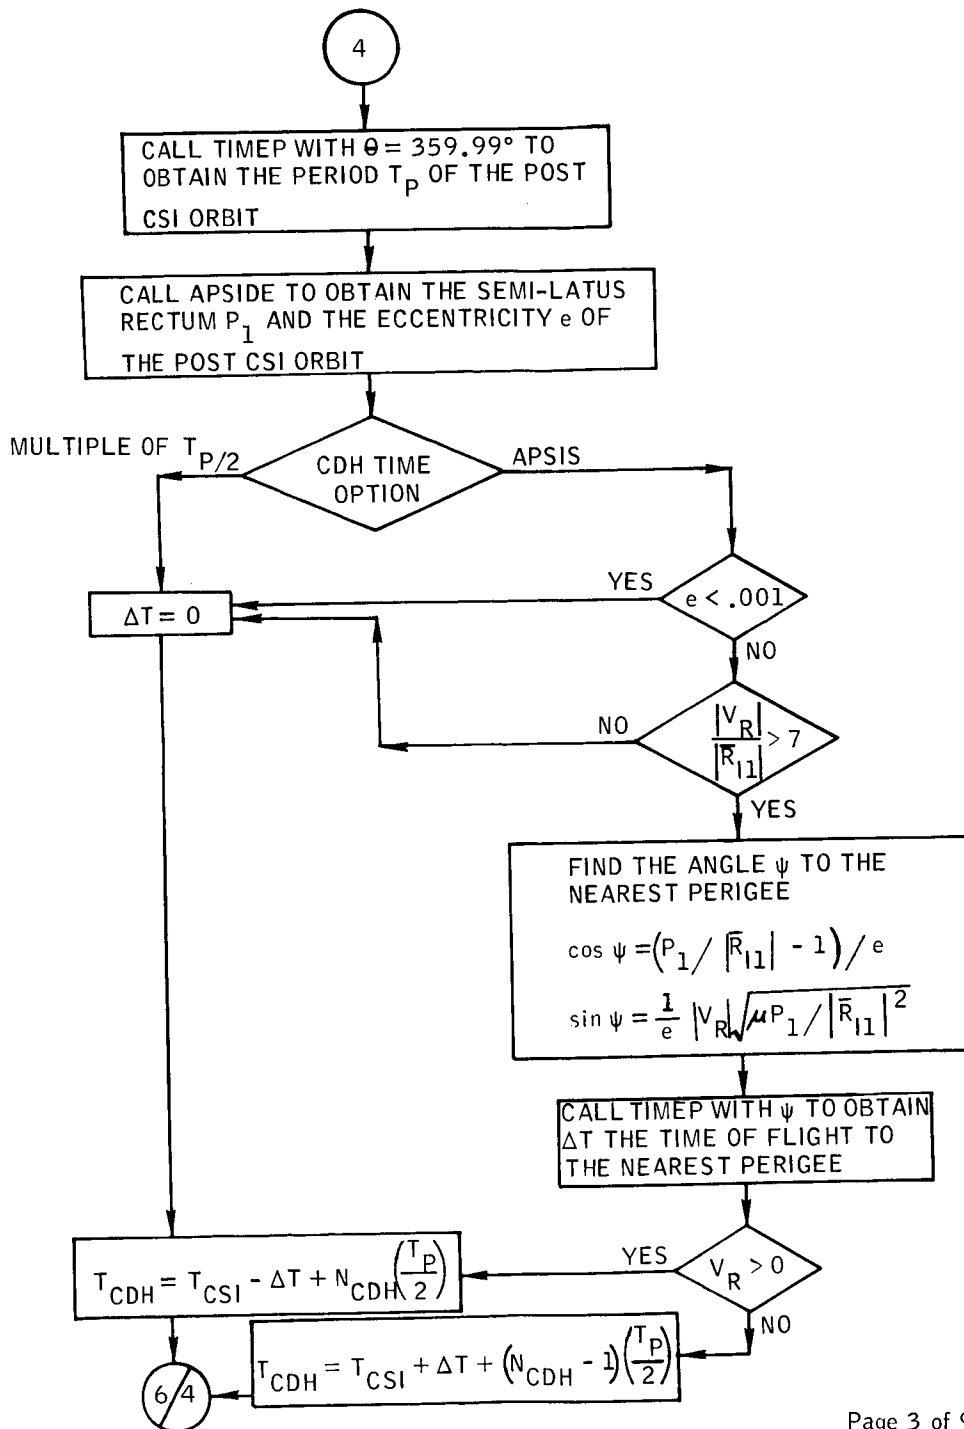 4
CALL TIMEP WITH Θ = 359.99° TO
OBTAIN THE PERIOD T_P OF THE POST
CSI ORBIT
CALL APSIDE TO OBTAIN THE SEMI-LATUS
RECTUM P_1 AND THE ECCENTRICITY e OF
THE POST CSI ORBIT
MULTIPLE OF T_P/2
CDH TIME
OPTION
APSIS
YES
e < .001
ΔT = 0
NO
NO
|V_R| / |R̅_I1| > 7
YES
FIND THE ANGLE ψ TO THE
NEAREST PERIGEE
cos ψ = (P_1 / |R̅_I1| - 1) / e
sin ψ = 1/e |V_R| √(μP_1 / |R̅_I1|²)
CALL TIMEP WITH ψ TO OBTAIN
ΔT THE TIME OF FLIGHT TO
THE NEAREST PERIGEE
YES
V_R > 0
T_CDH = T_CSI - ΔT + N_CDH (T_P/2)
NO
T_CDH = T_CSI + ΔT + (N_CDH - 1) (T_P/2)
6/4
Page 3 of 9